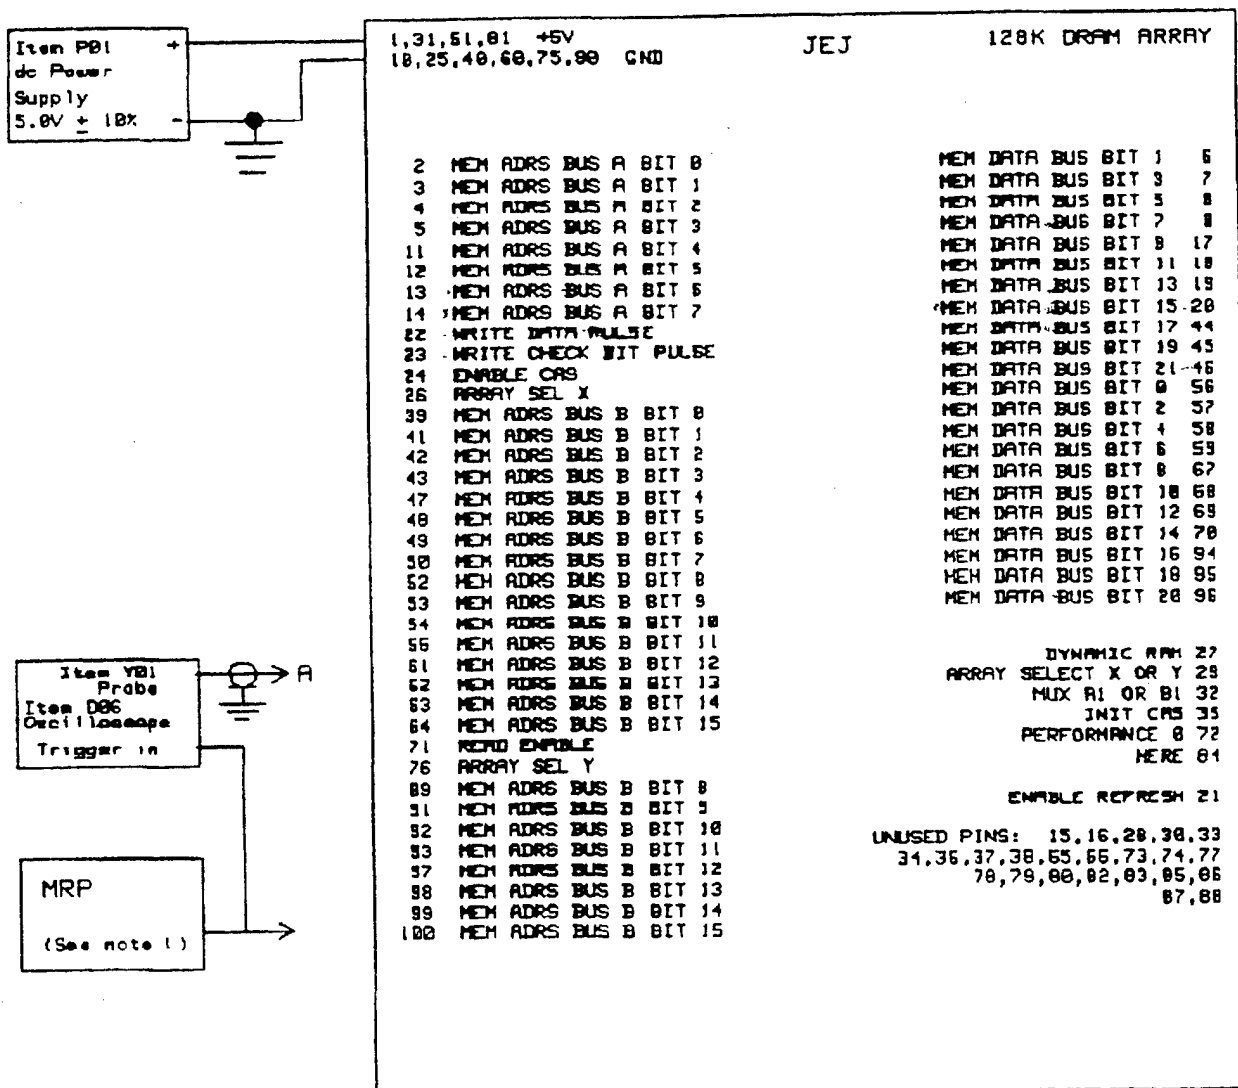 Item P01 +
dc Power
Supply
5.0V ± 10% -
1,31,51,81 +5V
10,25,40,60,75,90 GND
JEJ
128K DRAM ARRAY
2 MEM ADRS BUS A BIT 0
3 MEM ADRS BUS A BIT 1
4 MEM ADRS BUS A BIT 2
5 MEM ADRS BUS A BIT 3
11 MEM ADRS BUS A BIT 4
12 MEM ADRS BUS A BIT 5
13 MEM ADRS BUS A BIT 6
14 MEM ADRS BUS A BIT 7
22 WRITE DATA PULSE
23 WRITE CHECK BIT PULSE
24 ENABLE CAS
26 ARRAY SEL X
39 MEM ADRS BUS B BIT 0
41 MEM ADRS BUS B BIT 1
42 MEM ADRS BUS B BIT 2
43 MEM ADRS BUS B BIT 3
47 MEM ADRS BUS B BIT 4
48 MEM ADRS BUS B BIT 5
49 MEM ADRS BUS B BIT 6
50 MEM ADRS BUS B BIT 7
52 MEM ADRS BUS B BIT 8
53 MEM ADRS BUS B BIT 9
54 MEM ADRS BUS B BIT 10
55 MEM ADRS BUS B BIT 11
61 MEM ADRS BUS B BIT 12
62 MEM ADRS BUS B BIT 13
63 MEM ADRS BUS B BIT 14
64 MEM ADRS BUS B BIT 15
71 READ ENABLE
76 ARRAY SEL Y
89 MEM ADRS BUS B BIT 8
91 MEM ADRS BUS B BIT 9
92 MEM ADRS BUS B BIT 10
93 MEM ADRS BUS B BIT 11
97 MEM ADRS BUS B BIT 12
98 MEM ADRS BUS B BIT 13
99 MEM ADRS BUS B BIT 14
100 MEM ADRS BUS B BIT 15
MEM DATA BUS BIT 1 6
MEM DATA BUS BIT 3 7
MEM DATA BUS BIT 5 8
MEM DATA BUS BIT 7
MEM DATA BUS BIT 9 17
MEM DATA BUS BIT 11 18
MEM DATA BUS BIT 13 19
MEM DATA BUS BIT 15 20
MEM DATA BUS BIT 17 44
MEM DATA BUS BIT 19 45
MEM DATA BUS BIT 21 46
MEM DATA BUS BIT 0 56
MEM DATA BUS BIT 2 57
MEM DATA BUS BIT 4 58
MEM DATA BUS BIT 6 59
MEM DATA BUS BIT 8 67
MEM DATA BUS BIT 10 68
MEM DATA BUS BIT 12 69
MEM DATA BUS BIT 14 70
MEM DATA BUS BIT 16 94
MEM DATA BUS BIT 18 95
MEM DATA BUS BIT 20 96
DYNAMIC RAM 27
ARRAY SELECT X OR Y 29
MUX A1 OR B1 32
INIT CAS 35
PERFORMANCE 0 72
HERE 84
ENABLE REFRESH 21
UNUSED PINS: 15,16,28,30,33
34,36,37,38,65,66,73,74,77
78,79,80,82,83,85,86
87,88
Item Y01
Probe
Item D06
Oscilloscope
Trigger in
A
MRP
(See note 1)